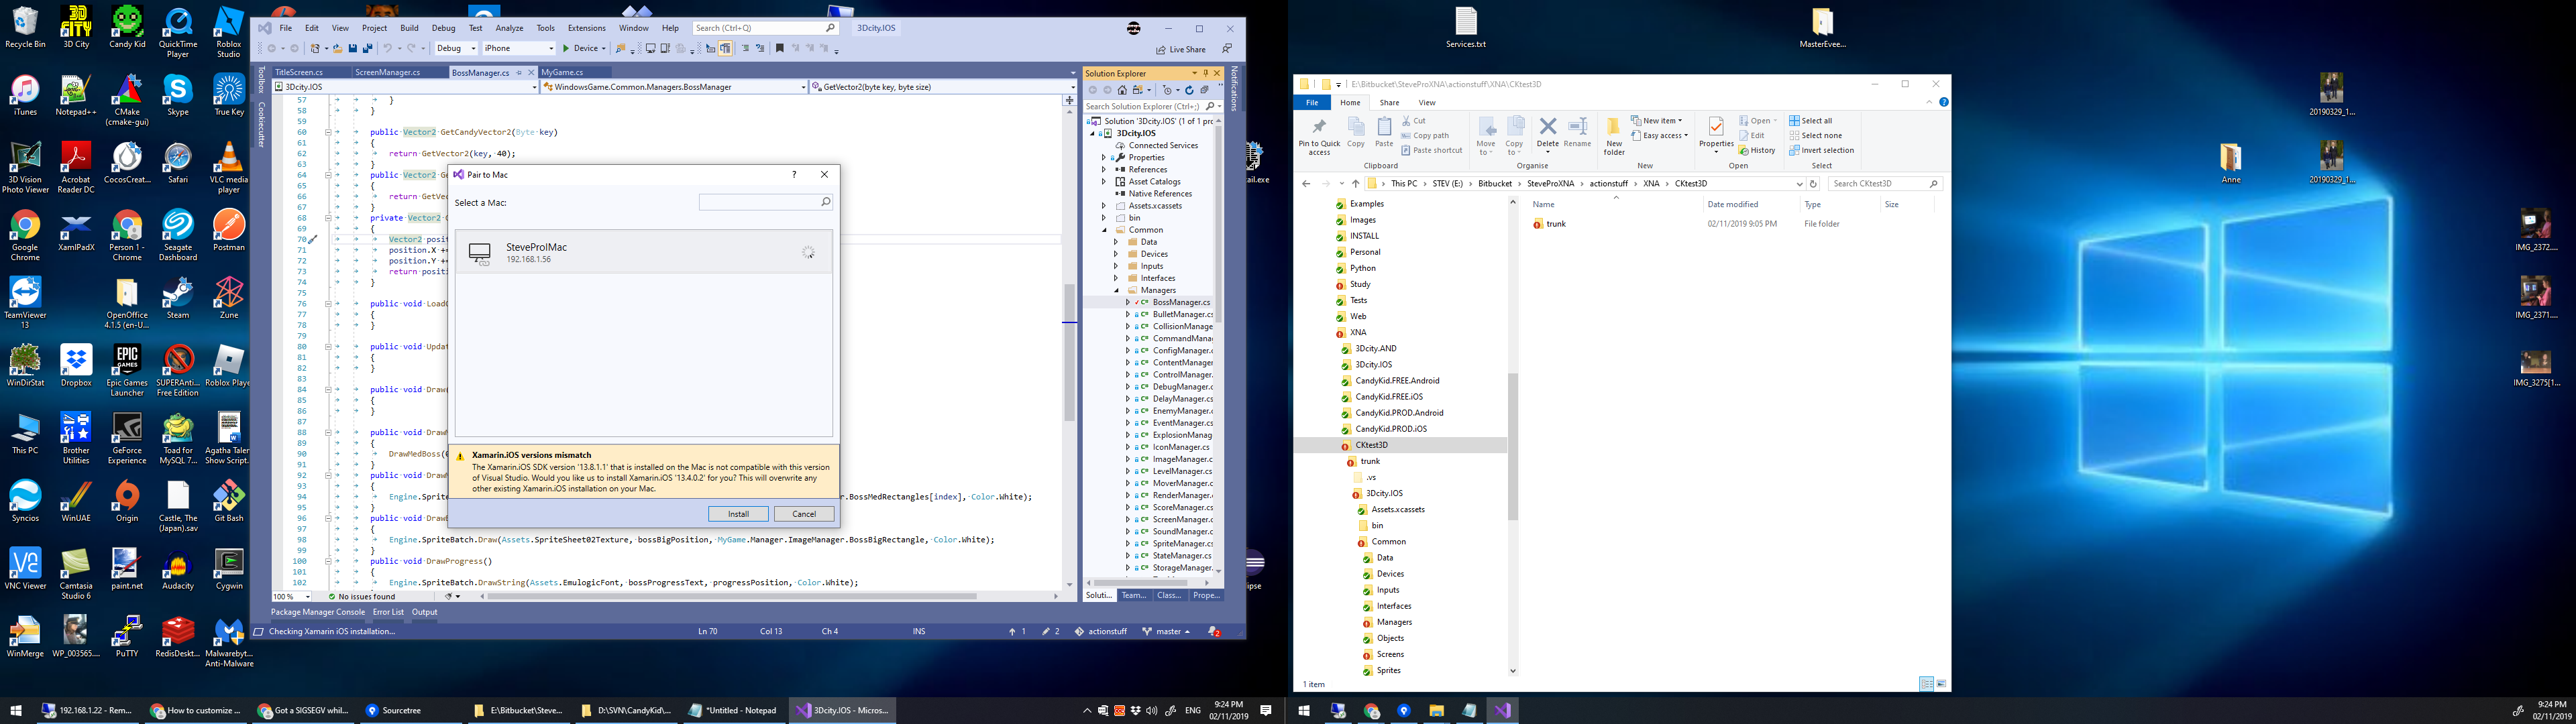 Recycle Bin
3D City
Candy Kid
QuickTime Player
Roblox Studio
iTunes
Notepad++
CMake (cmake-gui)
Skype
True Key
3D Vision Photo Viewer
Acrobat Reader DC
CocosCreat...
Safari
VLC media player
Google Chrome
XamlPadX
Person 1 - Chrome
Seagate Dashboard
Postman
TeamViewer 13
OpenOffice 4.1.5 (en-U...
Steam
Zune
WinDirStat
Dropbox
Epic Games Launcher
SUPERAnti... Free Edition
Roblox Playe
This PC
Brother Utilities
GeForce Experience
Toad for MySQL 7...
Agatha Talen Show Script...
Syncios
WinUAE
Origin
Castle, The (Japan).sav
Git Bash
VNC Viewer
Camtasia Studio 6
paint.net
Audacity
Cygwin
WinMerge
WP_003565....
PuTTY
RedisDeskt...
Malwarebyt... Anti-Malware
File Edit View Project Build Debug Test Analyze Tools Extensions Window Help Search (Ctrl+Q) 3Dcity.IOS
Debug iPhone Device Live Share
Toolbox
Cookiecutter
TitleScreen.cs ScreenManager.cs BossManager.cs MyGame.cs
3Dcity.IOS WindowsGame.Common.Managers.BossManager GetVector2(byte key, byte size)
57 }
58
59
60 public Vector2 GetCandyVector2(Byte key)
61 {
62 return GetVector2(key, 40);
63 }
64 public Vector2 Ge
65 {
66 return GetVec
67 }
68 private Vector2 G
69 {
70 Vector2 posit
71 position.X +=
72 position.Y +=
73 return positi
74 }
75
76 public void LoadC
77 {
78 }
79
80 public void Updat
81 {
82 }
83
84 public void Draw
85 {
86 }
87
88 public void Draw
89 {
90 DrawMedBoss(
91 }
92 public void Draw
93 {
94 Engine.Sprite r.BossMedRectangles[index], Color.White);
95 }
96 public void DrawB
97 {
98 Engine.SpriteBatch.Draw(Assets.SpriteSheet02Texture, bossBigPosition, MyGame.Manager.ImageManager.BossBigRectangle, Color.White);
99 }
100 public void DrawProgress()
101 {
102 Engine.SpriteBatch.DrawString(Assets.EmulogicFont, bossProgressText, progressPosition, Color.White);
100 % No issues found
Package Manager Console Error List Output
Checking Xamarin iOS installation... Ln 70 Col 13 Ch 4 INS 1 2 actionstuff master 2
Pair to Mac ?
Select a Mac:
SteveProIMac
192.168.1.56
Xamarin.iOS versions mismatch
The Xamarin.iOS SDK version '13.8.1.1' that is installed on the Mac is not compatible with this version
of Visual Studio. Would you like us to install Xamarin.iOS '13.4.0.2' for you? This will overwrite any
other existing Xamarin.iOS installation on your Mac.
Install Cancel
Solution Explorer
Notifications
Search Solution Explorer (Ctrl+;)
Solution '3Dcity.IOS' (1 of 1 pro
3Dcity.IOS
Connected Services
Properties
References
Asset Catalogs
Native References
Assets.xcassets
bin
Common
Data
Devices
Inputs
Interfaces
Managers
BossManager.cs
BulletManager.cs
CollisionManage
CommandManage
ConfigManager.c
ContentManager
ControlManager.
DebugManager.c
DelayManager.cs
EnemyManager.c
EventManager.cs
ExplosionManag
IconManager.cs
ImageManager.c
LevelManager.cs
MoverManager.c
RenderManager.c
ScoreManager.cs
ScreenManager.c
SoundManager.c
SpriteManager.cs
StateManager.cs
StorageManager.
Soluti... Team... Class... Prope...
ail.exe
lipse
Services.txt
MasterEvee...
20190329_1...
Anne
20190329_1...
IMG_2372....
IMG_2371....
IMG_3275[1...
E:\Bitbucket\SteveProXNA\actionstuff\XNA\CKtest3D
File Home Share View
Pin to Quick access
Copy
Paste
Cut
Copy path
Paste shortcut
Move to
Copy to
Delete
Rename
New folder
New item
Easy access
Properties
Open
Edit
History
Select all
Select none
Invert selection
Clipboard Organise New Open Select
This PC STEV (E:) Bitbucket SteveProXNA actionstuff XNA CKtest3D Search CKtest3D
Name Date modified Type Size
trunk 02/11/2019 9:05 PM File folder
Examples
Images
INSTALL
Personal
Python
Study
Tests
Web
XNA
3Dcity.AND
3Dcity.IOS
CandyKid.FREE.Android
CandyKid.FREE.iOS
CandyKid.PROD.Android
CandyKid.PROD.iOS
CKtest3D
trunk
.vs
3Dcity.IOS
Assets.xcassets
bin
Common
Data
Devices
Inputs
Interfaces
Managers
Objects
Screens
Sprites
1 item
192.168.1.22 - Rem... How to customize ... Got a SIGSEGV whil... Sourcetree E:\Bitbucket\Steve... D:\SVN\CandyKid\... *Untitled - Notepad 3Dcity.IOS - Micros...
ENG
9:24 PM
02/11/2019
9:24 PM
02/11/2019